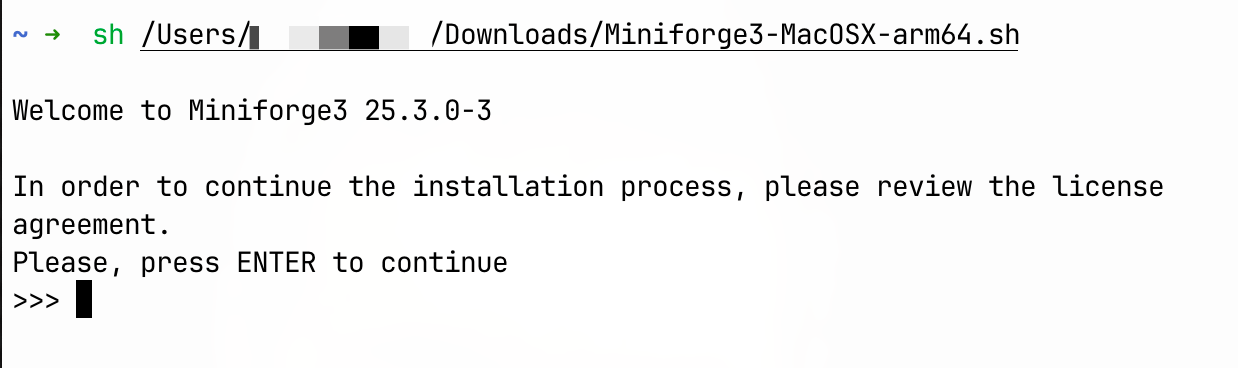 ~ → sh /Users/ /Downloads/Miniforge3-MacOSX-arm64.sh
Welcome to Miniforge3 25.3.0-3
In order to continue the installation process, please review the license
agreement.
Please, press ENTER to continue
>>>